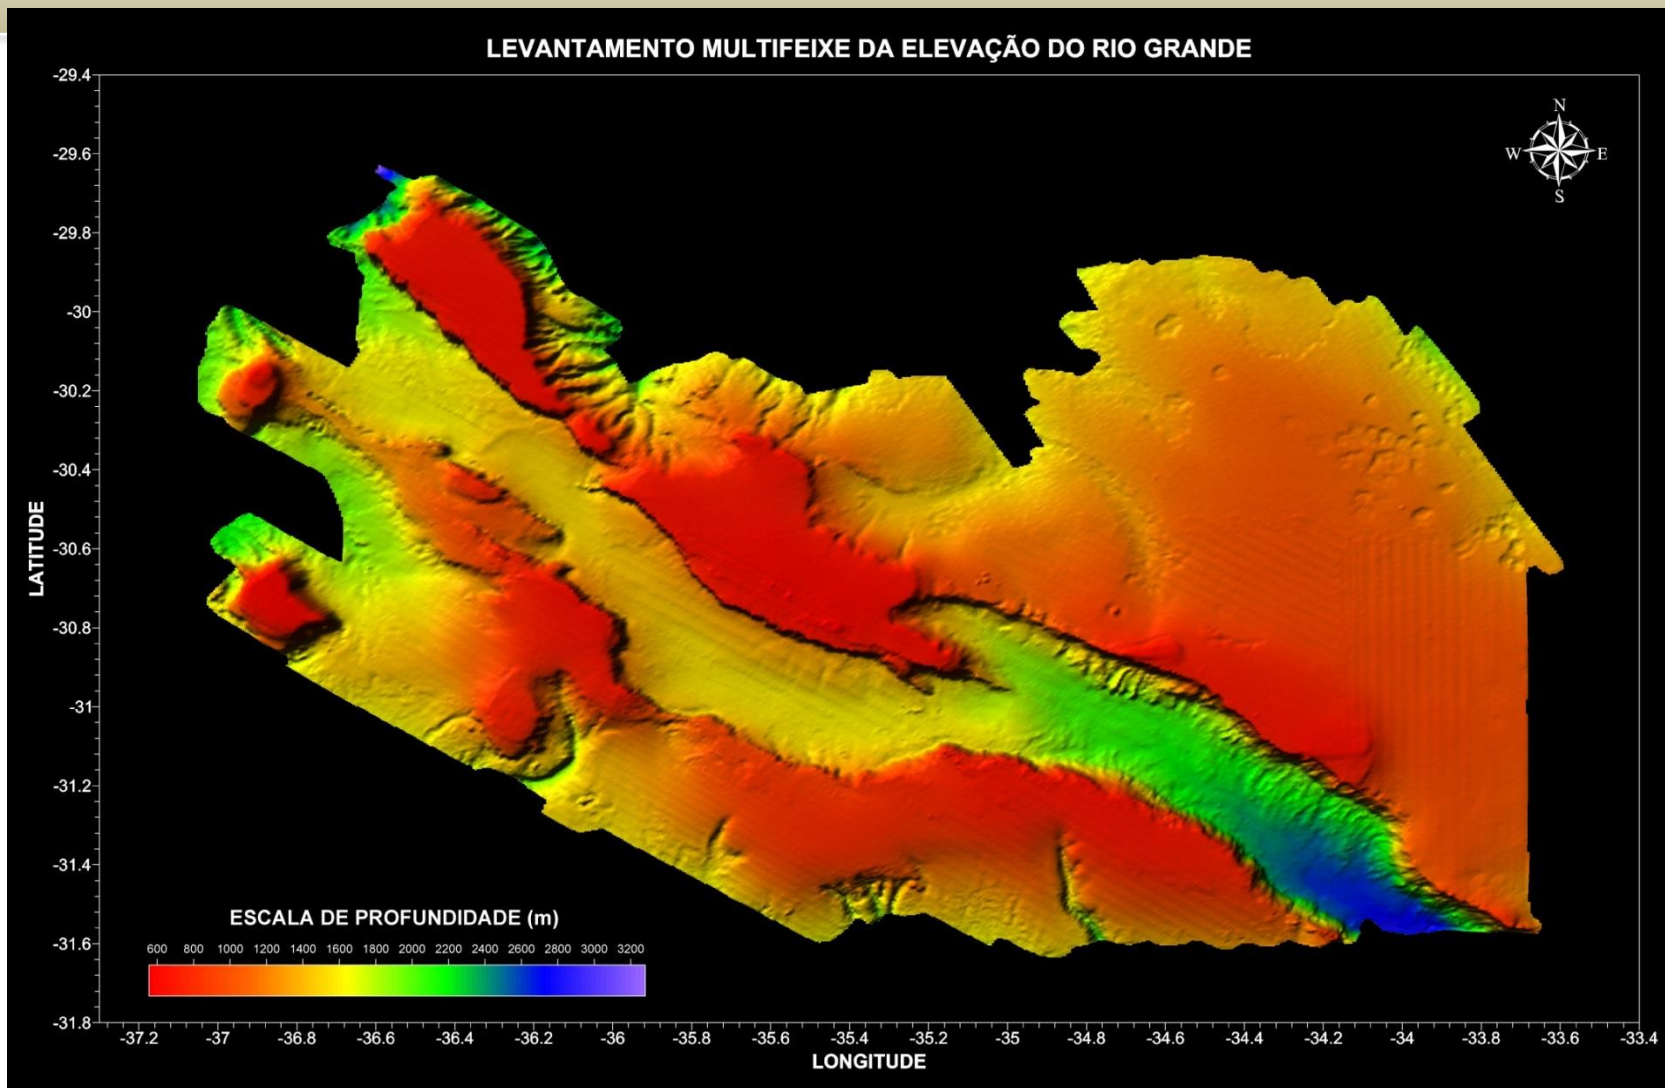 LEVANTAMENTO MULTIFEIXE DA ELEVAÇÃO DO RIO GRANDE
-29.4
-29.6
-29.8
-30
-30.2
-30.4
-30.6
-30.8
-31
-31.2
-31.4
-31.6
-31.8
LATITUDE
N
W E
S
ESCALA DE PROFUNDIDADE (m)
600 800 1000 1200 1400 1600 1800 2000 2200 2400 2600 2800 3000 3200
-37.2 -37 -36.8 -36.6 -36.4 -36.2 -36 -35.8 -35.6 -35.4 -35.2 -35 -34.8 -34.6 -34.4 -34.2 -34 -33.8 -33.6 -33.4
LONGITUDE